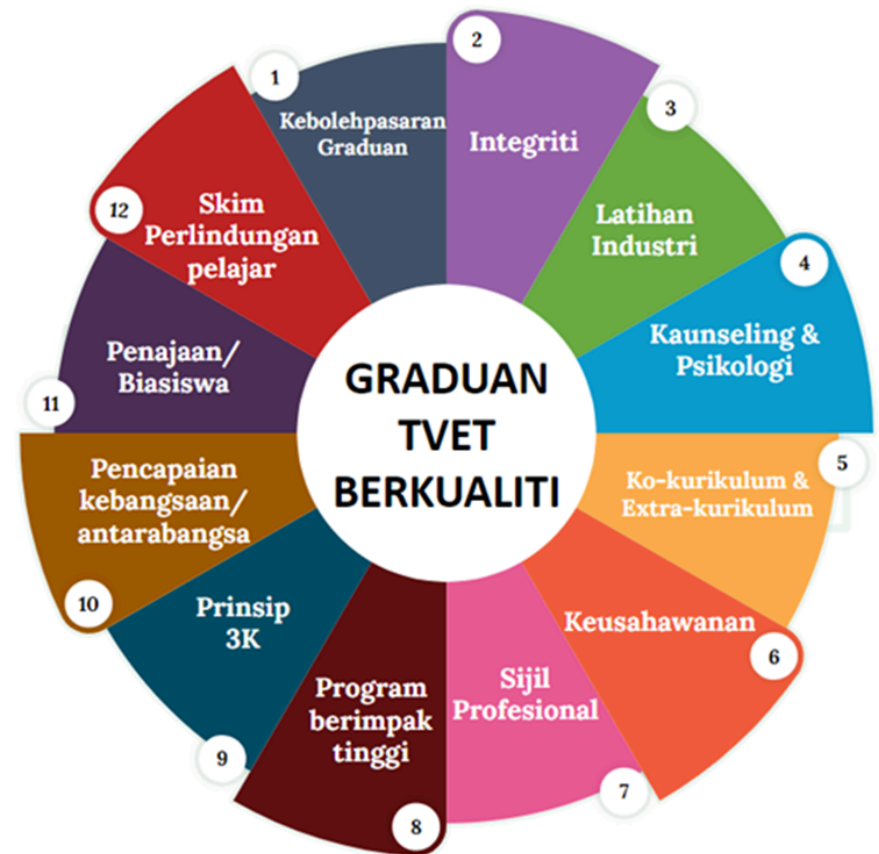 GRADUAN
TVET
BERKUALITI
1
Kebolehpasaran
Graduan
2
Integriti
3
Latihan
Industri
4
Kaunseling &
Psikologi
5
Ko-kurikulum &
Extra-kurikulum
6
Keusahawanan
7
Sijil
Profesional
8
Program
berimpak
tinggi
9
Prinsip
3K
10
Pencapaian
kebangsaan/
antarabangsa
11
Penajaan/
Biasiswa
12
Skim
Perlindungan
pelajar